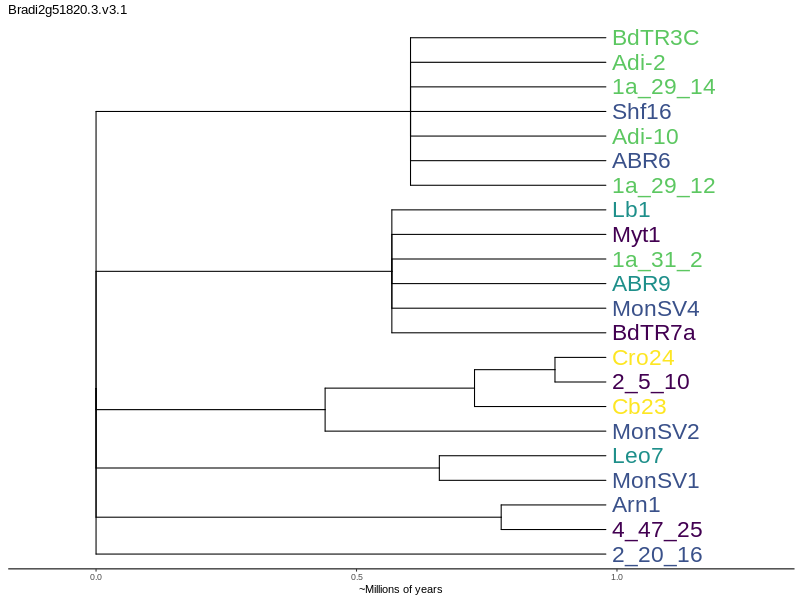 Bradi2g51820.3.v3.1
BdTR3C
Adi-2
1a_29_14
Shf16
Adi-10
ABR6
1a_29_12
Lb1
Myt1
1a_31_2
ABR9
MonSV4
BdTR7a
Cro24
2_5_10
Cb23
MonSV2
Leo7
MonSV1
Arn1
4_47_25
2_20_16
0.0 0.5 1.0
~Millions of years